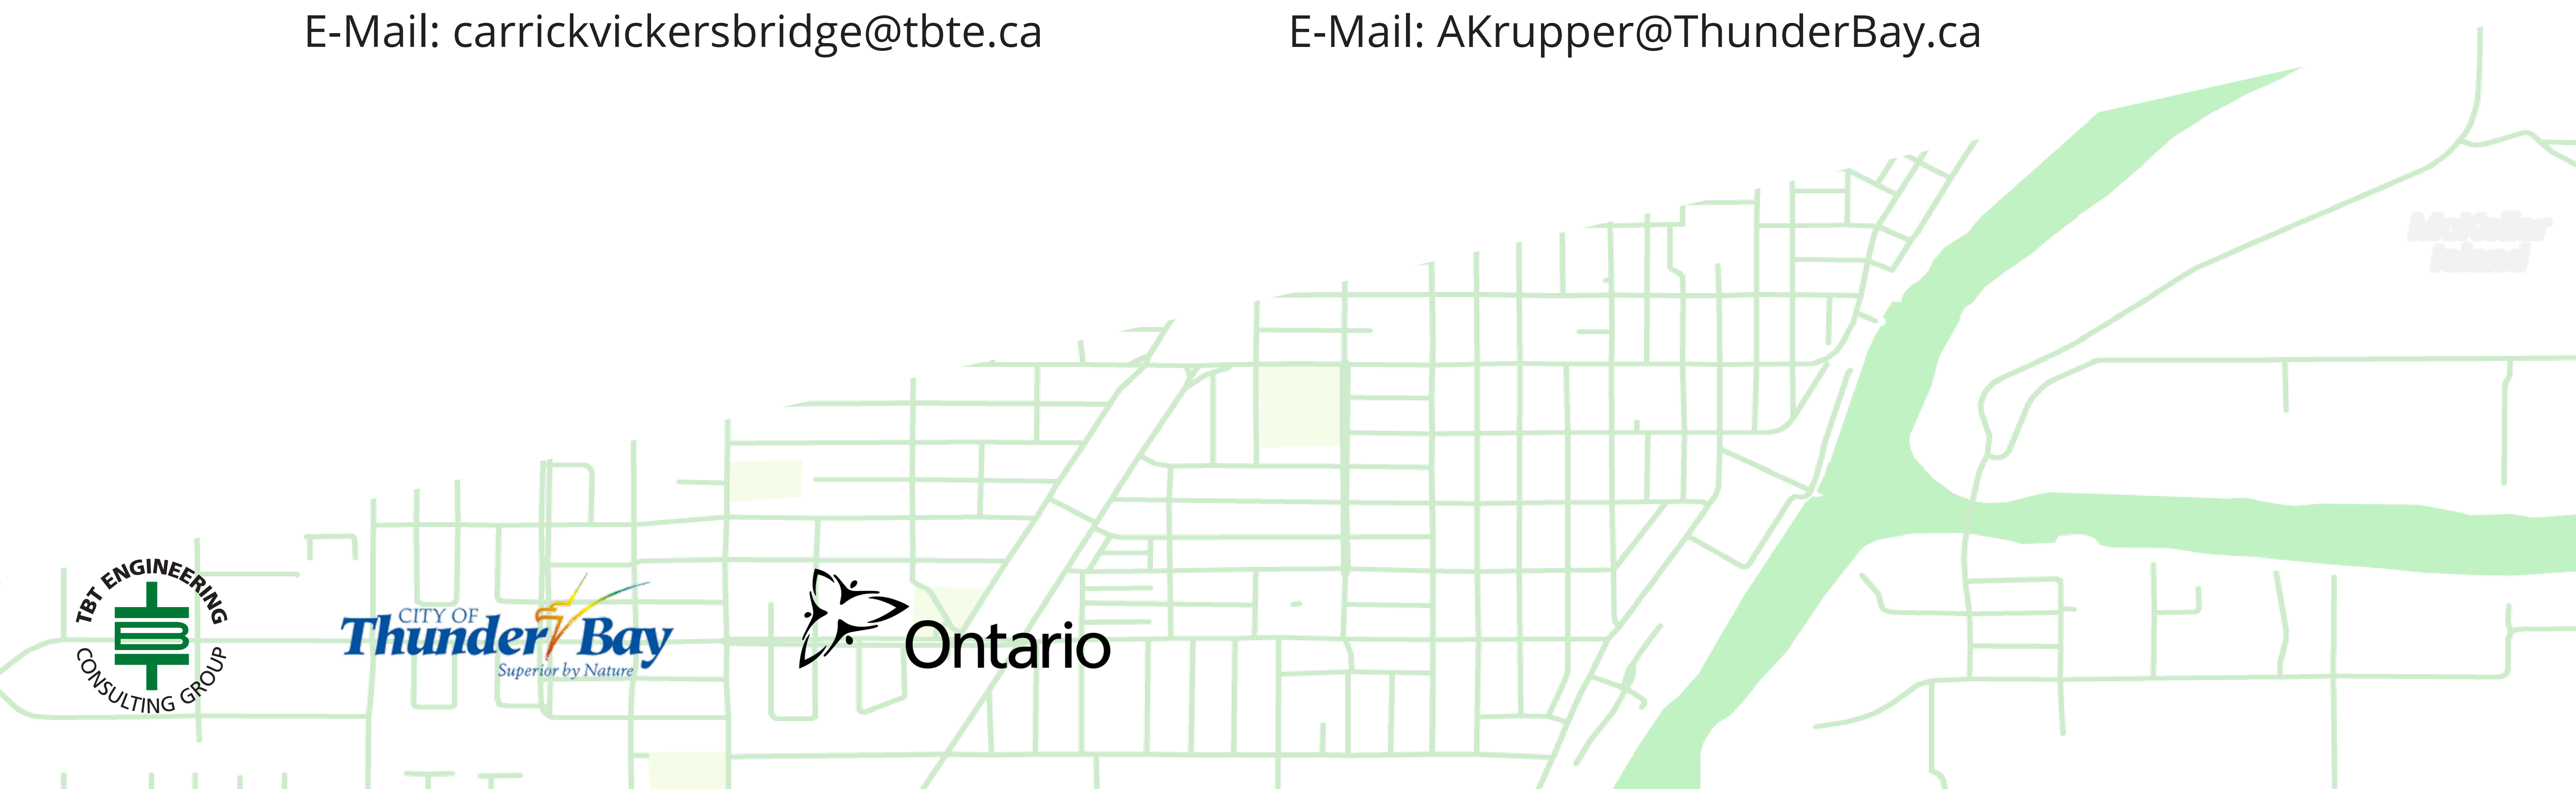 E-Mail: carrickvickersbridge@tbte.ca
E-Mail: AKrupper@ThunderBay.ca
TBT ENGINEERING
CONSULTING GROUP
CITY OF
Thunder Bay
Superior by Nature
Ontario